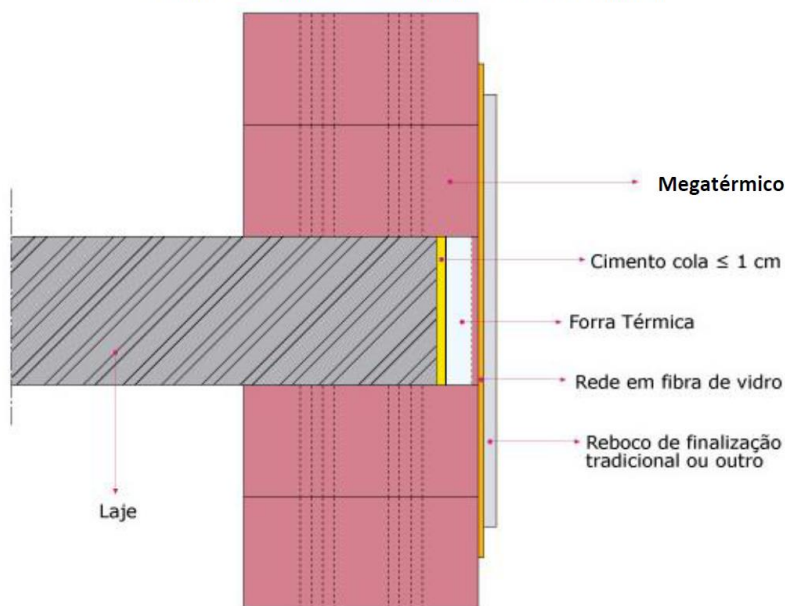 Megatérmico
Cimento cola ≤ 1 cm
Forra Térmica
Rede em fibra de vidro
Reboco de finalização
tradicional ou outro
Laje